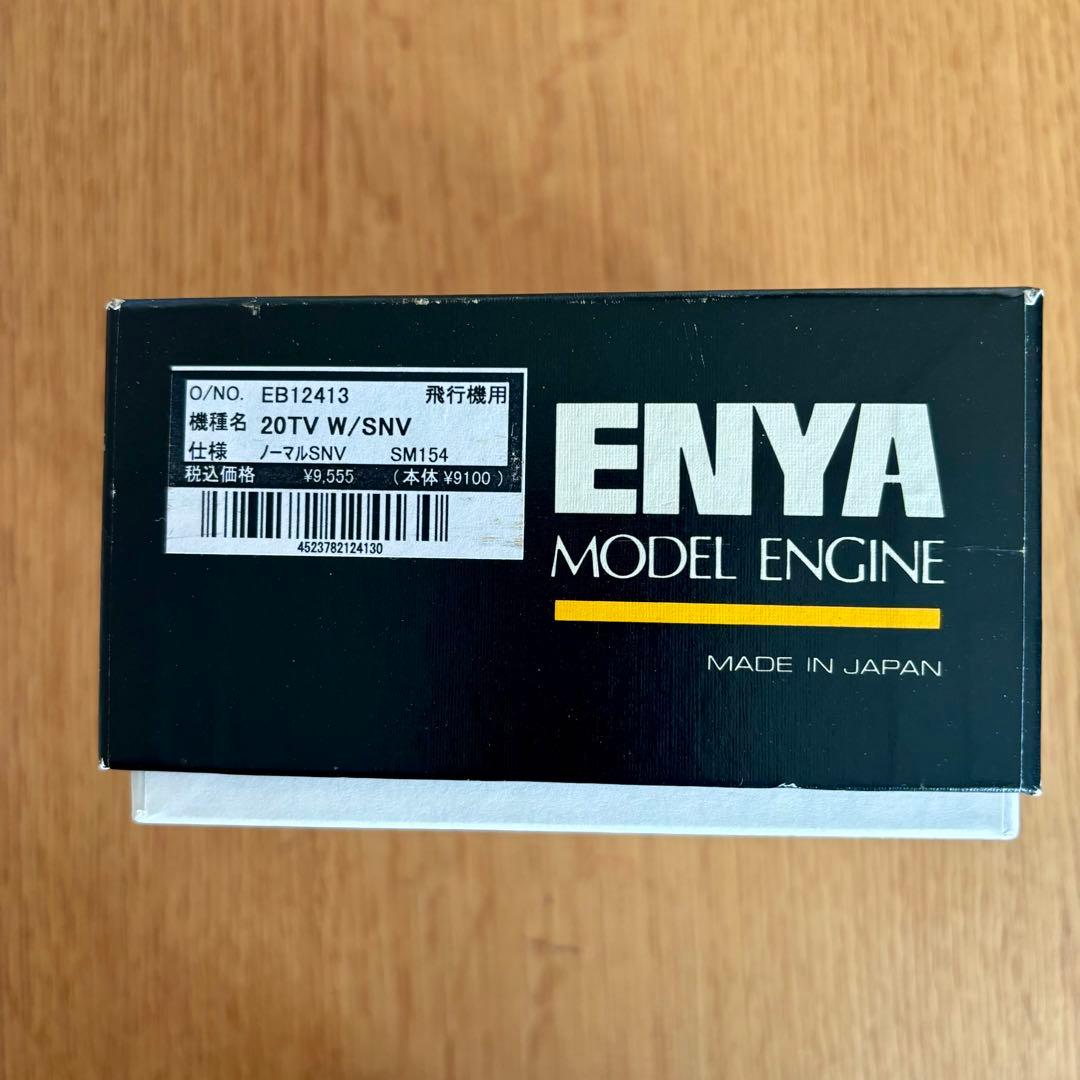 O/NO. EB12413 飛行機用
機種名 20TV W/SNV
仕様 ノーマルSNV SM154
税込価格 ¥9,555 （本体 ¥9100 ）
4523782124130
ENYA
MODEL ENGINE
MADE IN JAPAN